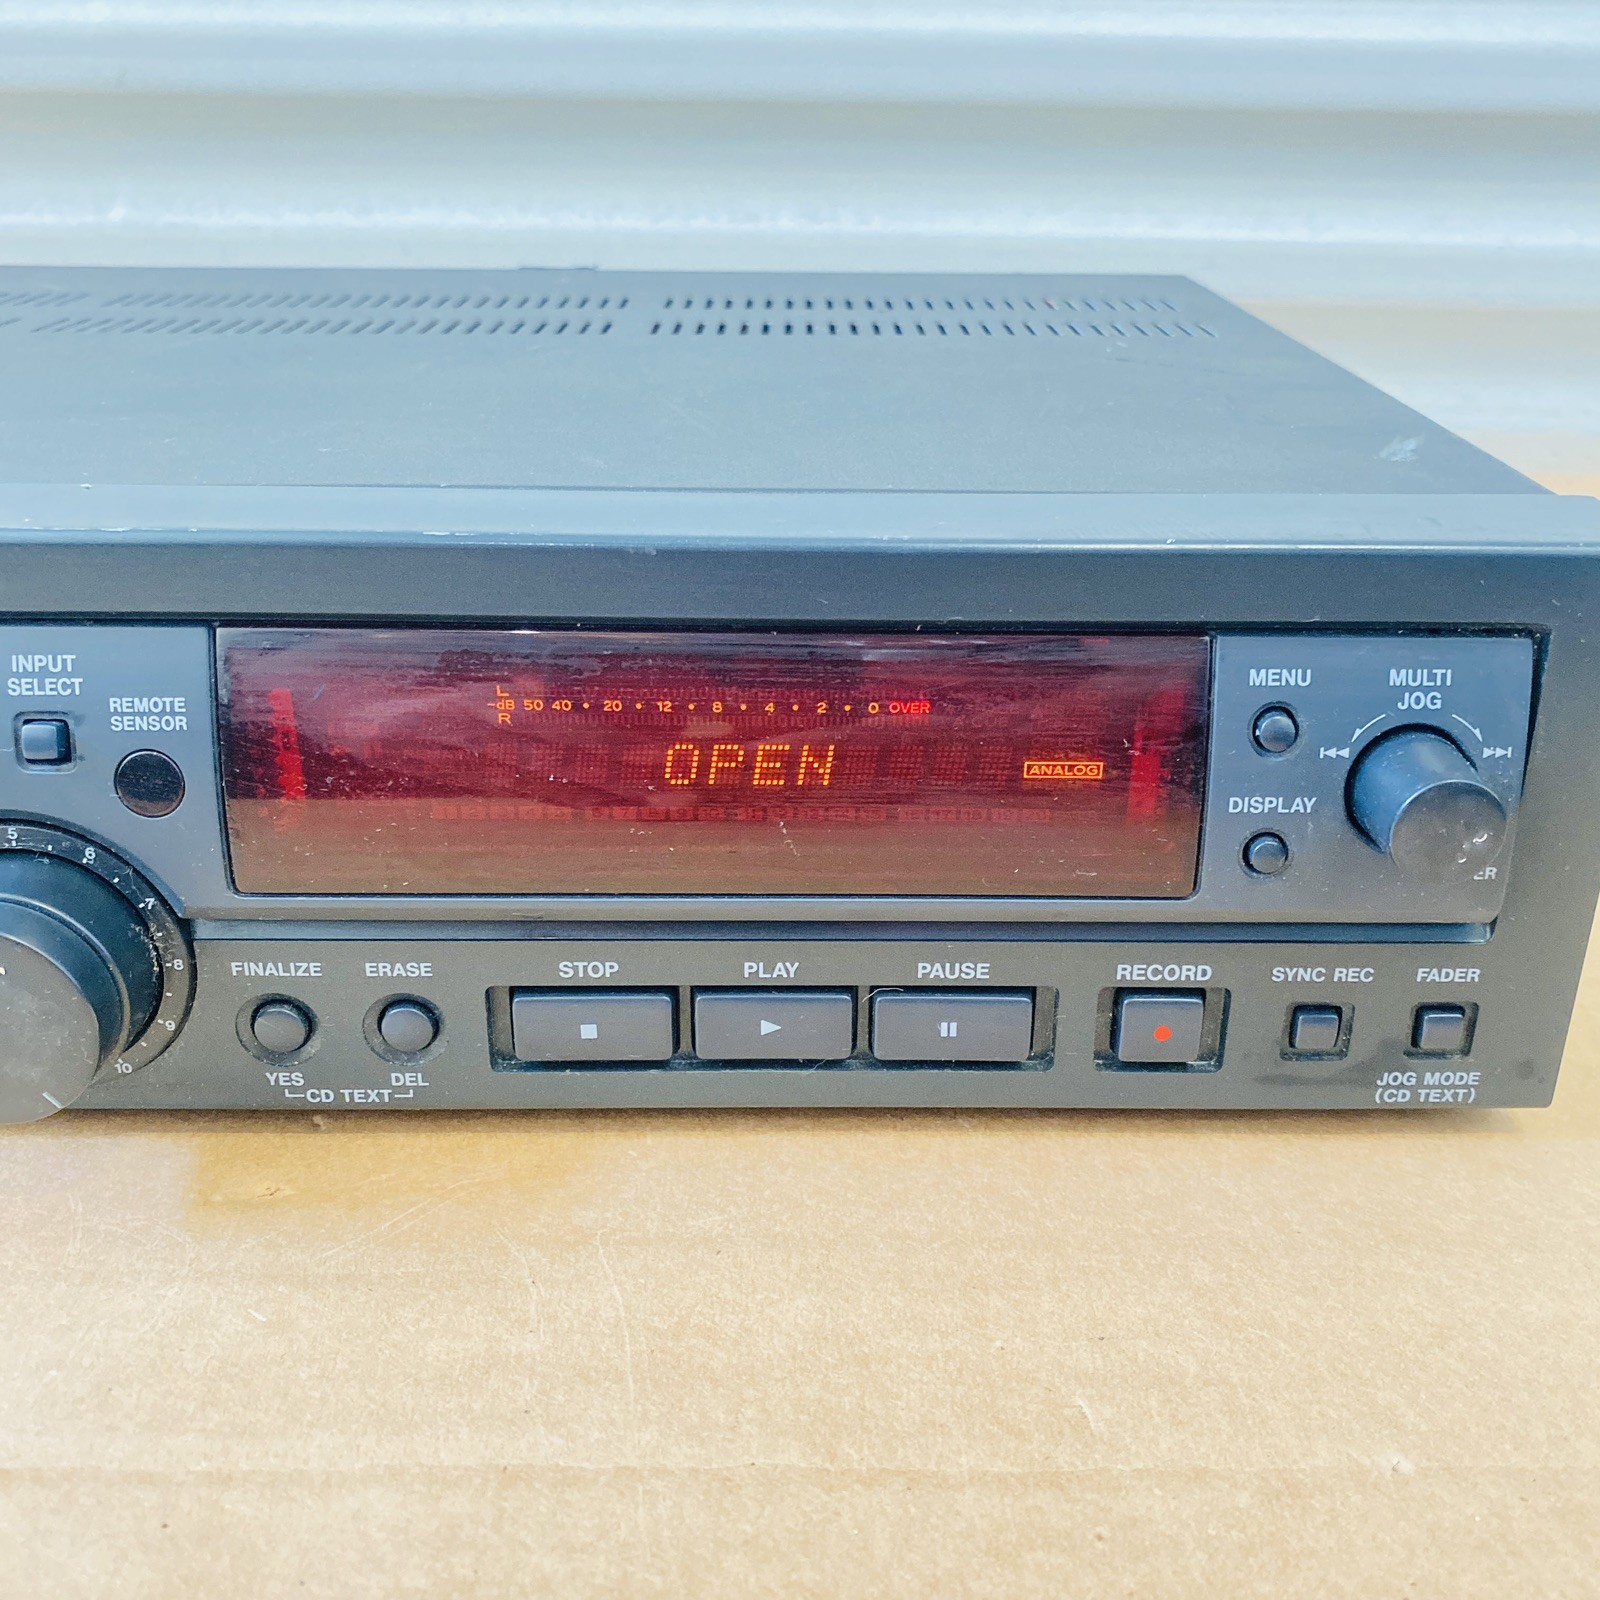 INPUT
SELECT
REMOTE
SENSOR
5
6
7
8
9
10
L
-dB 50 40 • 20 • 12 • 8 • 4 • 2 • 0 OVER
R
OPEN
ANALOG
MENU
MULTI
JOG
DISPLAY
ER
FINALIZE
ERASE
STOP
PLAY
PAUSE
RECORD
SYNC REC
FADER
YES
DEL
CD TEXT
JOG MODE
(CD TEXT)